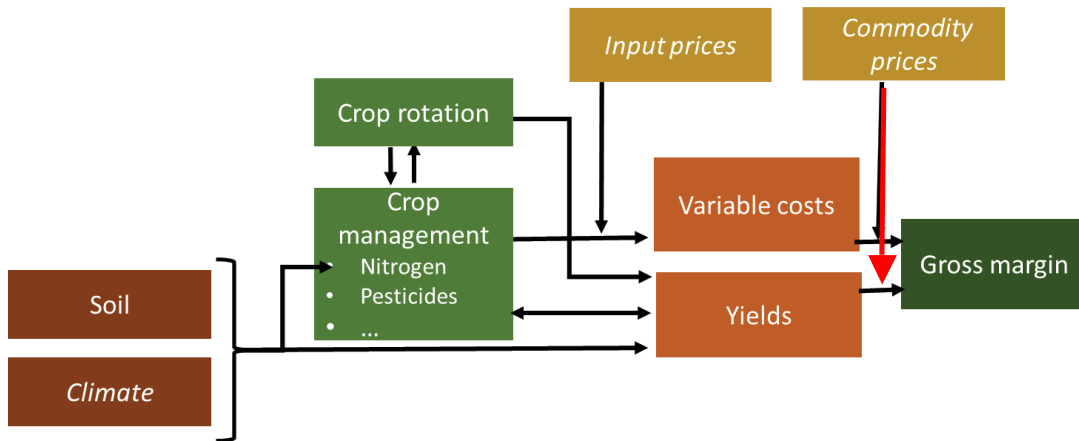 Input prices
Commodity
prices
Crop rotation
Crop
management
• Nitrogen
• Pesticides
• ...
Variable costs
Yields
Gross margin
Soil
Climate